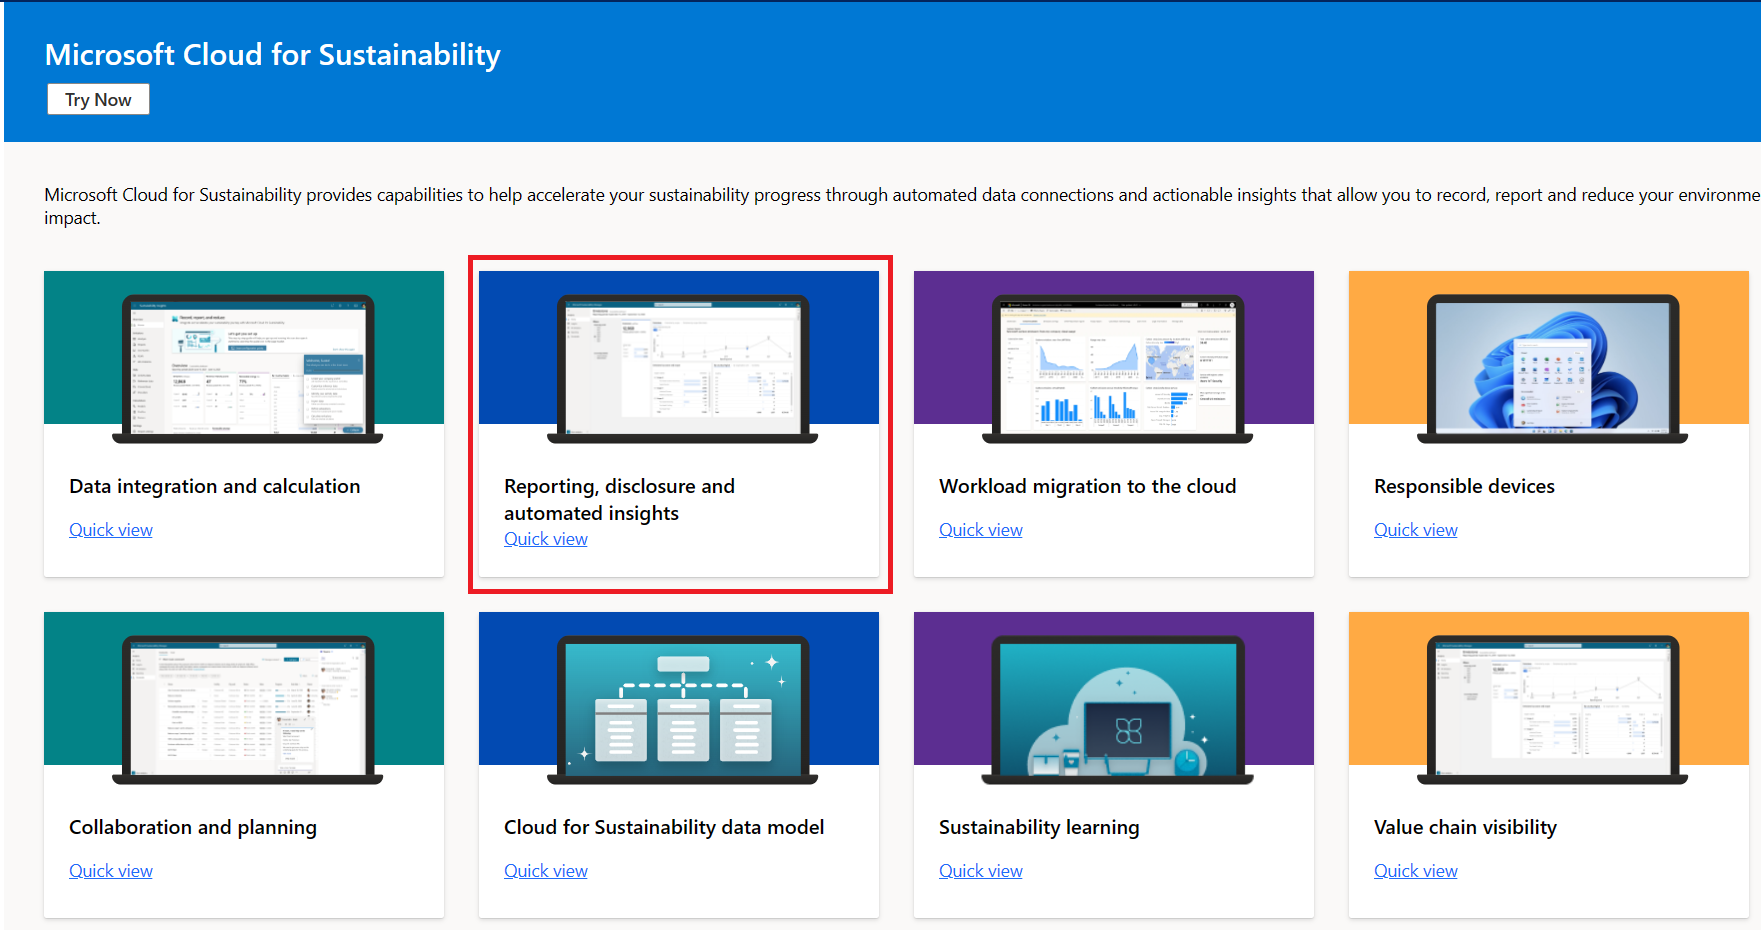 Microsoft Cloud for Sustainability
Try Now
Microsoft Cloud for Sustainability provides capabilities to help accelerate your sustainability progress through automated data connections and actionable insights that allow you to record, report and reduce your environme
impact.
Data integration and calculation
Quick view
Reporting, disclosure and
automated insights
Quick view
Workload migration to the cloud
Quick view
Responsible devices
Quick view
Collaboration and planning
Quick view
Cloud for Sustainability data model
Quick view
Sustainability learning
Quick view
Value chain visibility
Quick view